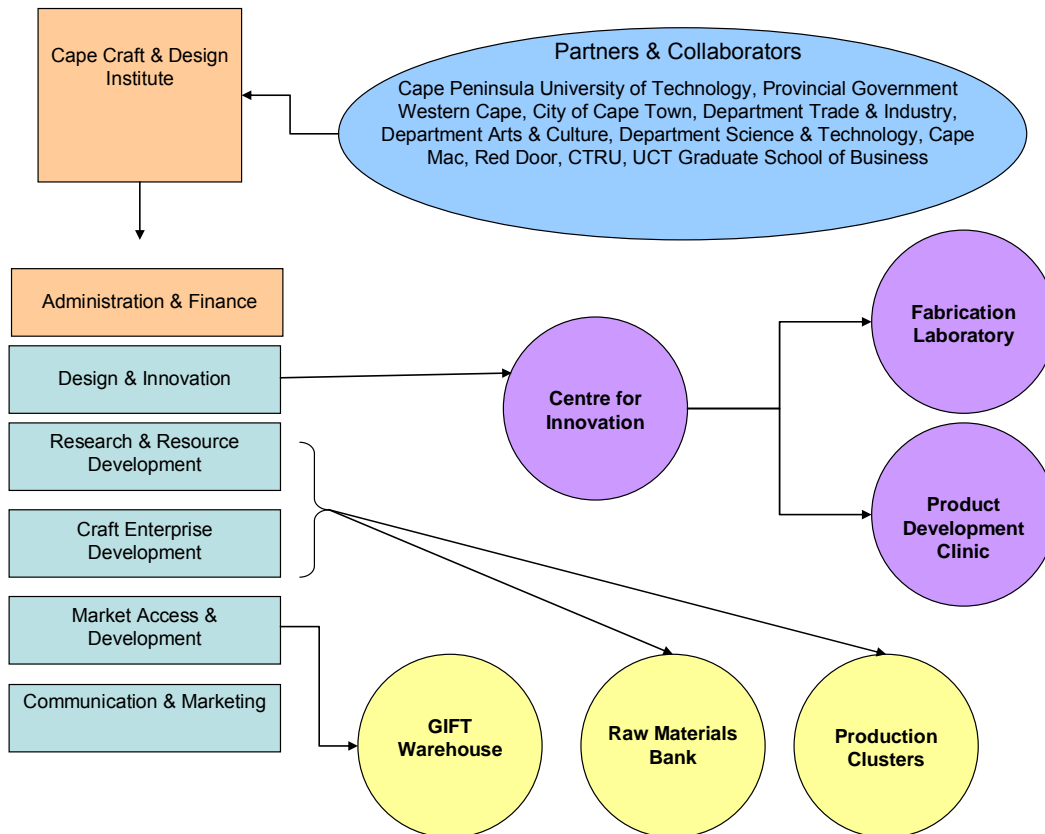 Cape Craft & Design
Institute
Partners & Collaborators
Cape Peninsula University of Technology, Provincial Government
Western Cape, City of Cape Town, Department Trade & Industry,
Department Arts & Culture, Department Science & Technology, Cape
Mac, Red Door, CTRU, UCT Graduate School of Business
Administration & Finance
Design & Innovation
Research & Resource
Development
Craft Enterprise
Development
Market Access &
Development
Communication & Marketing
Centre for
Innovation
Fabrication
Laboratory
Product
Development
Clinic
GIFT
Warehouse
Raw Materials
Bank
Production
Clusters